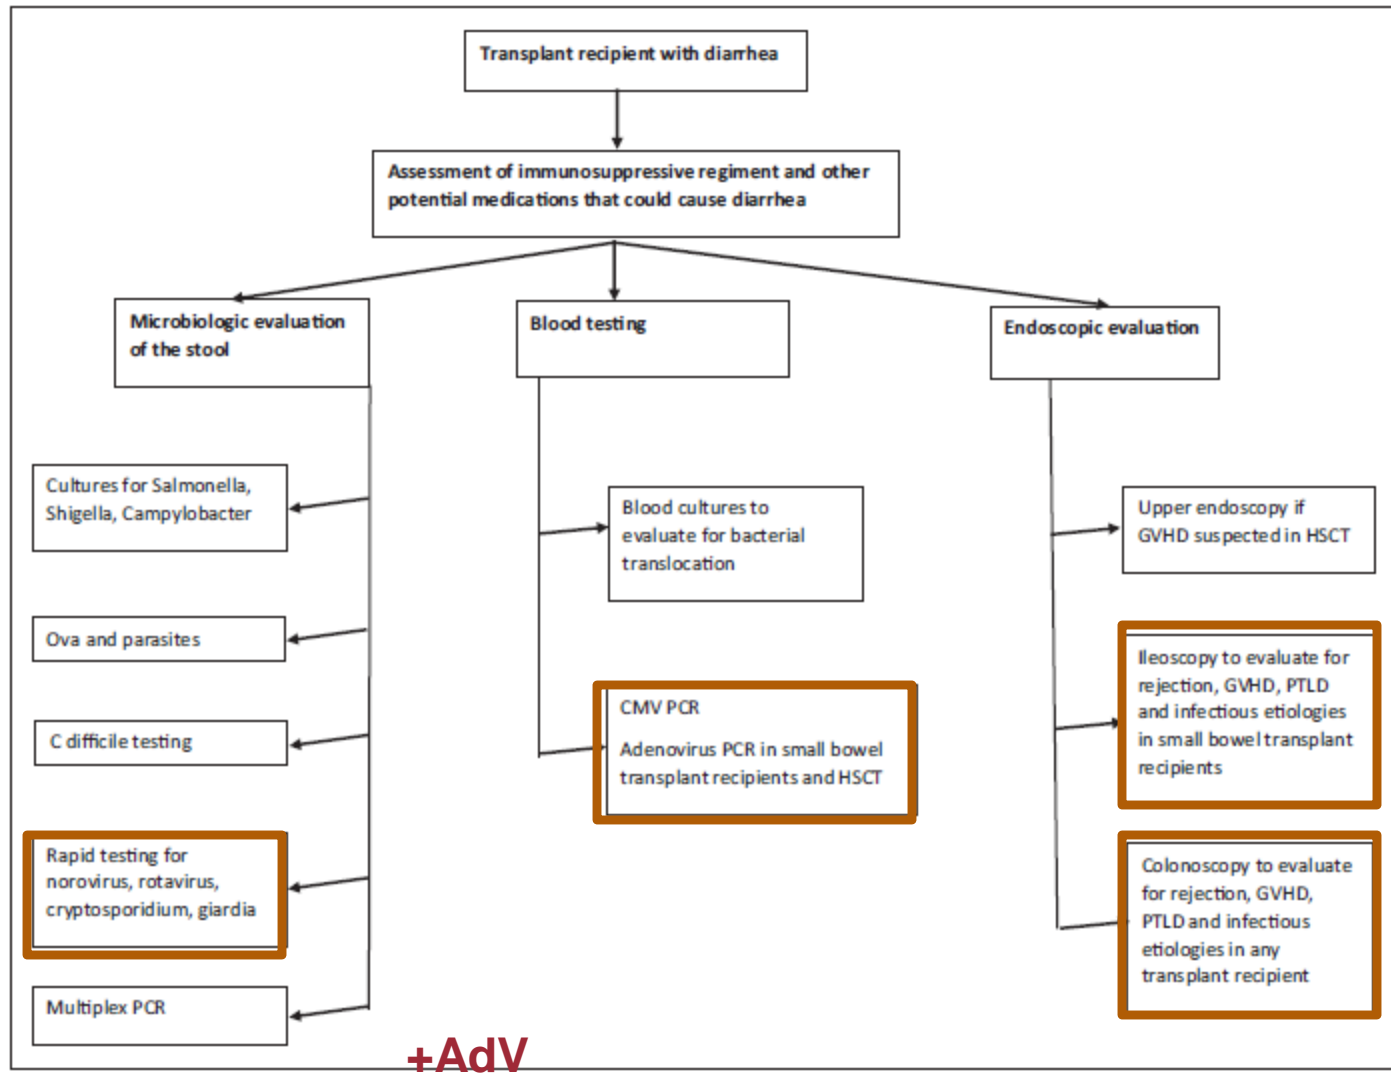 Transplant recipient with diarrhea
Assessment of immunosuppressive regiment and other
potential medications that could cause diarrhea
Microbiologic evaluation
of the stool
Cultures for Salmonella,
Shigella, Campylobacter
Ova and parasites
C difficile testing
Rapid testing for
norovirus, rotavirus,
cryptosporidium, giardia
Multiplex PCR
+AdV
Blood testing
Blood cultures to
evaluate for bacterial
translocation
CMV PCR
Adenovirus PCR in small bowel
transplant recipients and HSCT
Endoscopic evaluation
Upper endoscopy if
GVHD suspected in HSCT
Ileoscopy to evaluate for
rejection, GVHD, PTLD
and infectious etiologies
in small bowel transplant
recipients
Colonoscopy to evaluate
for rejection, GVHD,
PTLD and infectious
etiologies in any
transplant recipient